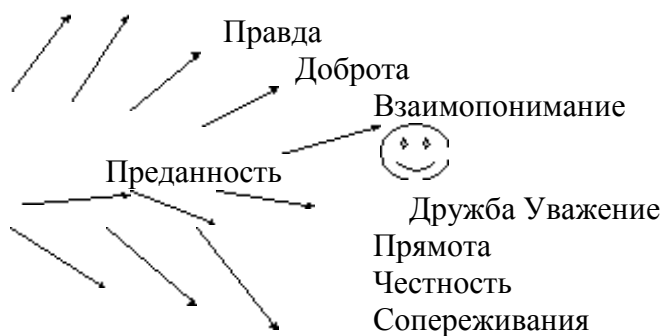 Правда
Доброта
Взаимопонимание
Преданность
Дружба Уважение
Прямота
Честность
Сопереживания